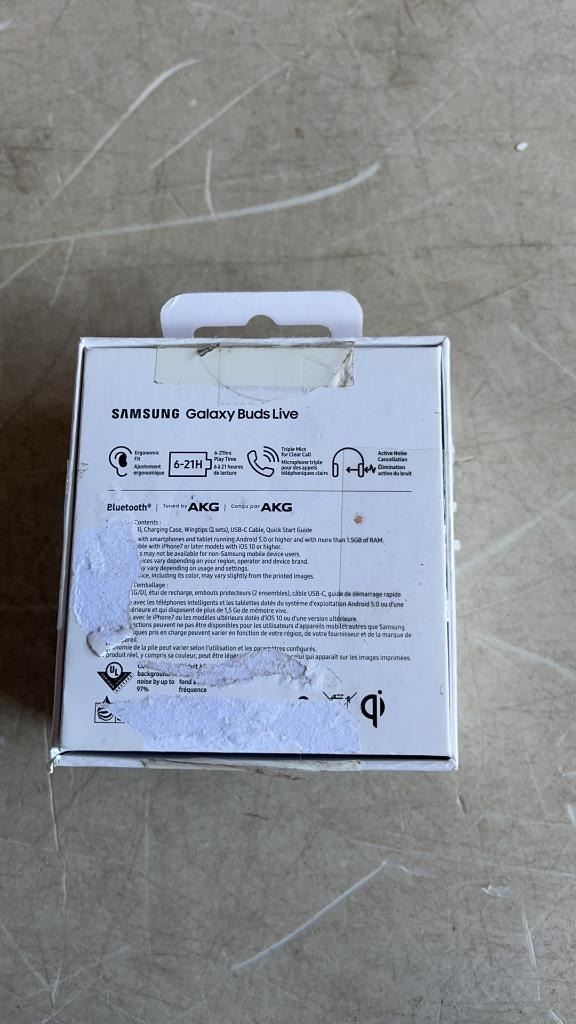 SAMSUNG Galaxy Buds Live
Ergonomic
Fit
Ajustement
ergonomique
6-21H
6-21hrs
Play Time
6 à 21 heures
de lecture
Triple Mics
for Clear Call
Microphone triple
pour des appels
téléphoniques clairs
Active Noise
Cancellation
Élimination
active du bruit
Bluetooth® | Tuned by AKG | Conçu par AKG
Contents :
Charging Case, Wingtips (2 sets), USB-C Cable, Quick Start Guide
with smartphones and tablet running Android 5.0 or higher and with more than 1.5GB of RAM.
with iPhone7 or later models with iOS 10 or higher.
may not be available for non-Samsung mobile device users.
vary depending on your region, operator and device brand.
vary depending on usage and settings.
including its color, may vary slightly from the printed images.
emballage :
(G/D), étui de recharge, embouts protecteurs (2 ensembles), câble USB-C, guide de démarrage rapide
avec les téléphones intelligents et les tablettes dotés du système d'exploitation Android 5.0 ou d'une
et qui disposent de plus de 1,5 Go de mémoire vive.
avec le iPhone7 ou les modèles ultérieurs dotés d'iOS 10 ou d'une version ultérieure.
peuvent ne pas être disponibles pour les utilisateurs d'appareils mobiles autres que Samsung.
pris en charge peuvent varier en fonction de votre région, de votre fournisseur et de la marque de
de la pile peut varier selon l'utilisation et les paramètres configurés.
produit réel, y compris sa couleur, peut être qui apparaît sur les images imprimées.
UL
background
noise by up to
97%
fréquence
qi